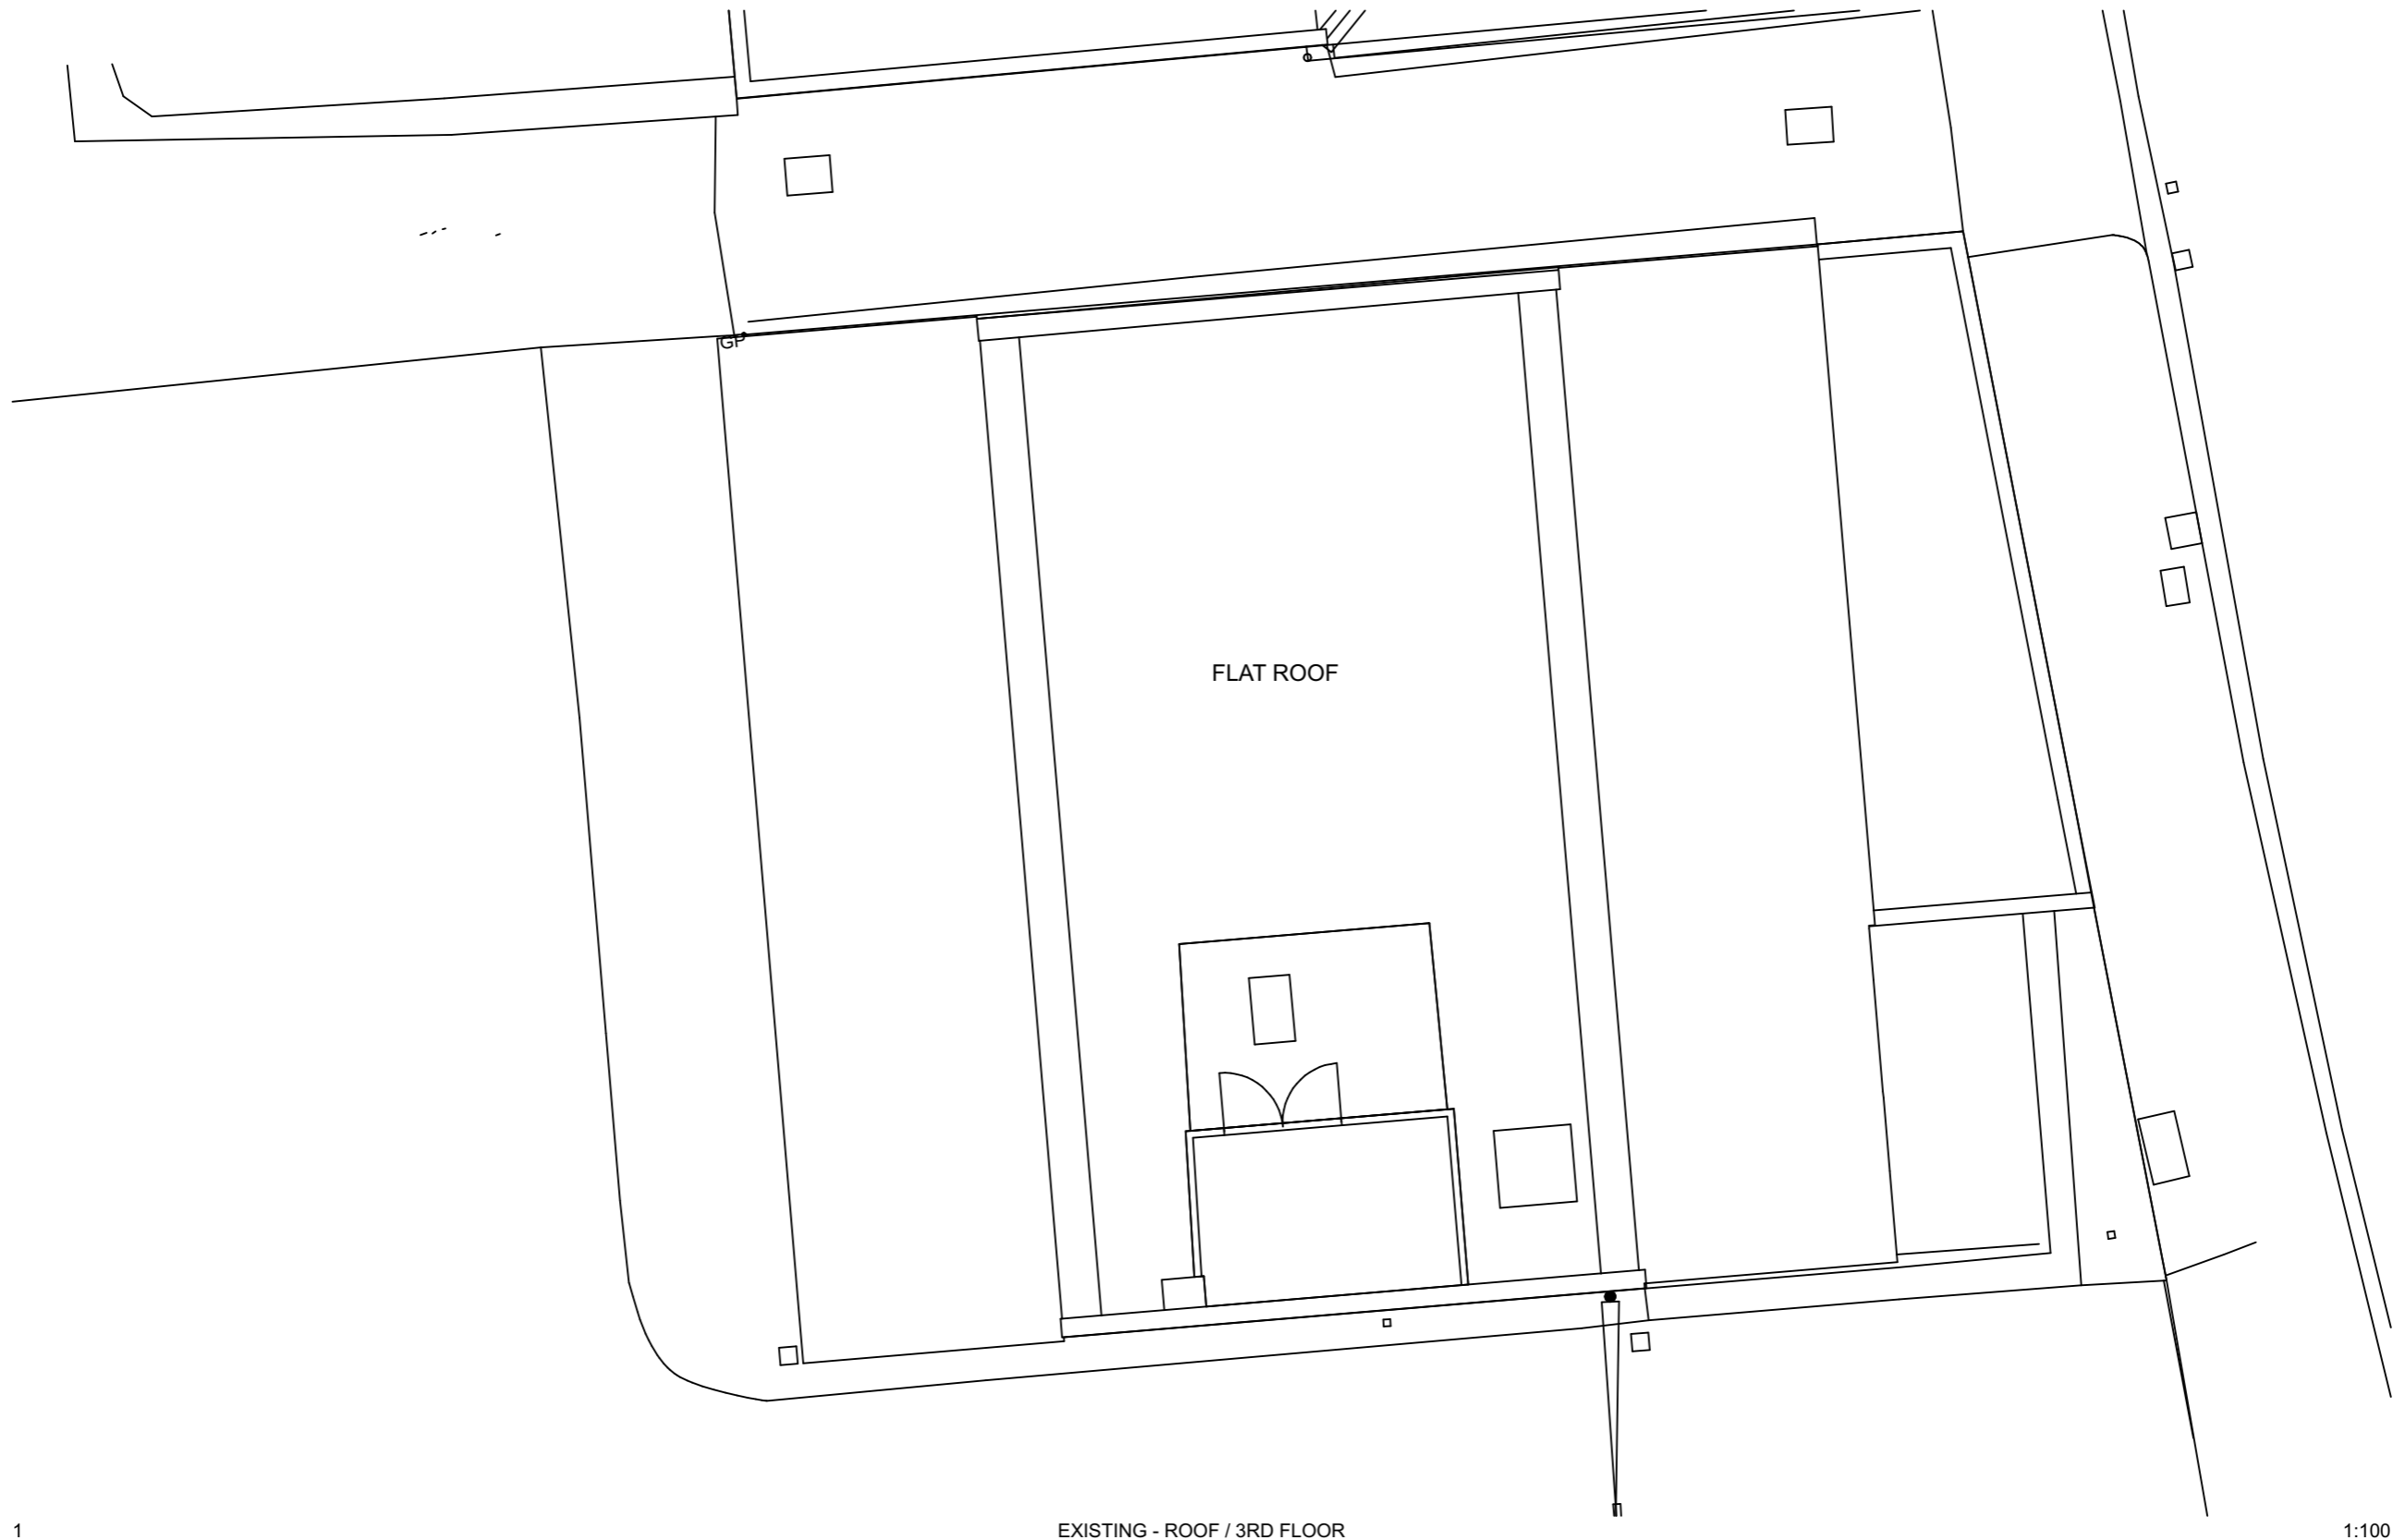 GP
FLAT ROOF
1
EXISTING - ROOF / 3RD FLOOR
1:100